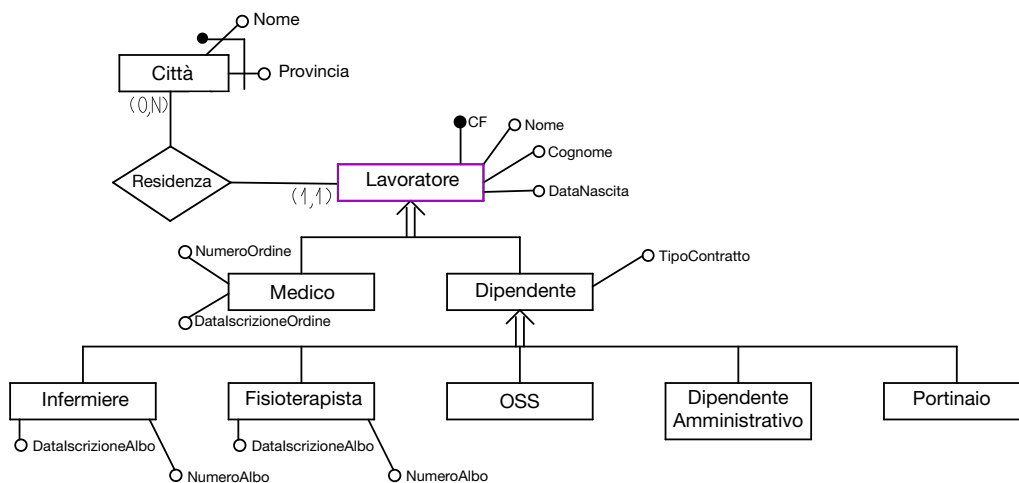 Nome
Città
Provincia
(0,N)
CF
Nome
Cognome
Lavoratore
Residenza
(1,1)
DataNascita
NumeroOrdine
TipoContratto
Medico
Dipendente
DataIscrizioneOrdine
Infermiere
Fisioterapista
OSS
Dipendente
Amministrativo
Portinaio
DataIscrizioneAlbo
DataIscrizioneAlbo
NumeroAlbo
NumeroAlbo